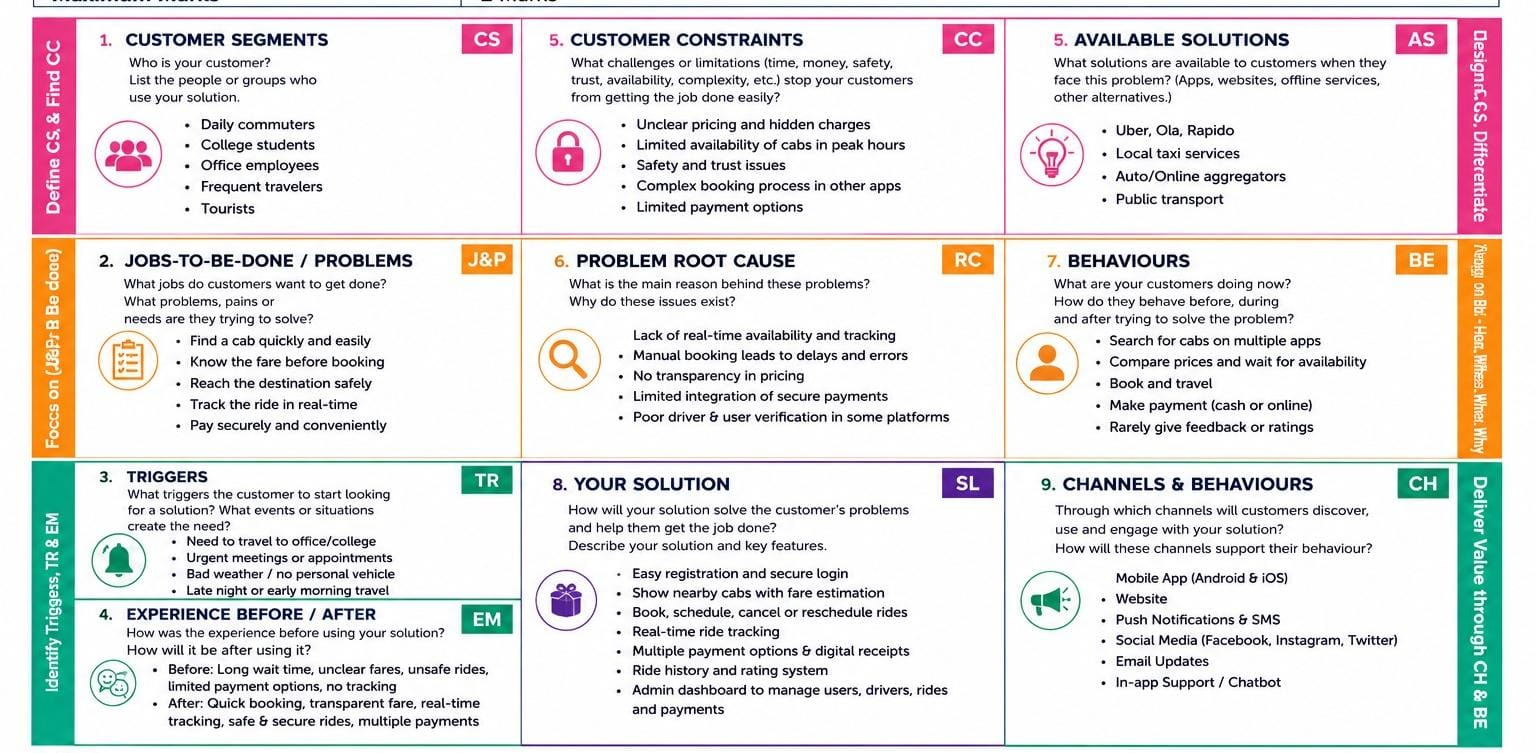 Define CS, & Find CC
1. CUSTOMER SEGMENTS
CS
Who is your customer?
List the people or groups who
use your solution.
• Daily commuters
• College students
• Office employees
• Frequent travelers
• Tourists
5. CUSTOMER CONSTRAINTS
CC
What challenges or limitations (time, money, safety,
trust, availability, complexity, etc.) stop your customers
from getting the job done easily?
• Unclear pricing and hidden charges
• Limited availability of cabs in peak hours
• Safety and trust issues
• Complex booking process in other apps
• Limited payment options
5. AVAILABLE SOLUTIONS
AS
What solutions are available to customers when they
face this problem? (Apps, websites, offline services,
other alternatives.)
• Uber, Ola, Rapido
• Local taxi services
• Auto/Online aggregators
• Public transport
Differentiate
Foccs on
Be done)
2. JOBS-TO-BE-DONE / PROBLEMS
J&P
What jobs do customers want to get done?
What problems, pains or
needs are they trying to solve?
• Find a cab quickly and easily
• Know the fare before booking
• Reach the destination safely
• Track the ride in real-time
• Pay securely and conveniently
6. PROBLEM ROOT CAUSE
RC
What is the main reason behind these problems?
Why do these issues exist?
Lack of real-time availability and tracking
• Manual booking leads to delays and errors
• No transparency in pricing
• Limited integration of secure payments
• Poor driver & user verification in some platforms
7. BEHAVIOURS
BE
What are your customers doing now?
How do they behave before, during
and after trying to solve the problem?
• Search for cabs on multiple apps
• Compare prices and wait for availability
• Book and travel
• Make payment (cash or online)
• Rarely give feedback or ratings
Why
Identify Triggess, TR & EM
3. TRIGGERS
TR
What triggers the customer to start looking
for a solution? What events or situations
create the need?
• Need to travel to office/college
• Urgent meetings or appointments
• Bad weather / no personal vehicle
• Late night or early morning travel
4. EXPERIENCE BEFORE / AFTER
EM
How was the experience before using your solution?
How will it be after using it?
• Before: Long wait time, unclear fares, unsafe rides,
limited payment options, no tracking
• After: Quick booking, transparent fare, real-time
tracking, safe & secure rides, multiple payments
8. YOUR SOLUTION
SL
How will your solution solve the customer's problems
and help them get the job done?
Describe your solution and key features.
• Easy registration and secure login
• Show nearby cabs with fare estimation
• Book, schedule, cancel or reschedule rides
• Real-time ride tracking
• Multiple payment options & digital receipts
• Ride history and rating system
• Admin dashboard to manage users, drivers, rides
and payments
9. CHANNELS & BEHAVIOURS
CH
Through which channels will customers discover,
use and engage with your solution?
How will these channels support their behaviour?
Mobile App (Android & iOS)
• Website
• Push Notifications & SMS
• Social Media (Facebook, Instagram, Twitter)
• Email Updates
• In-app Support / Chatbot
Deliver Value through CH & BE